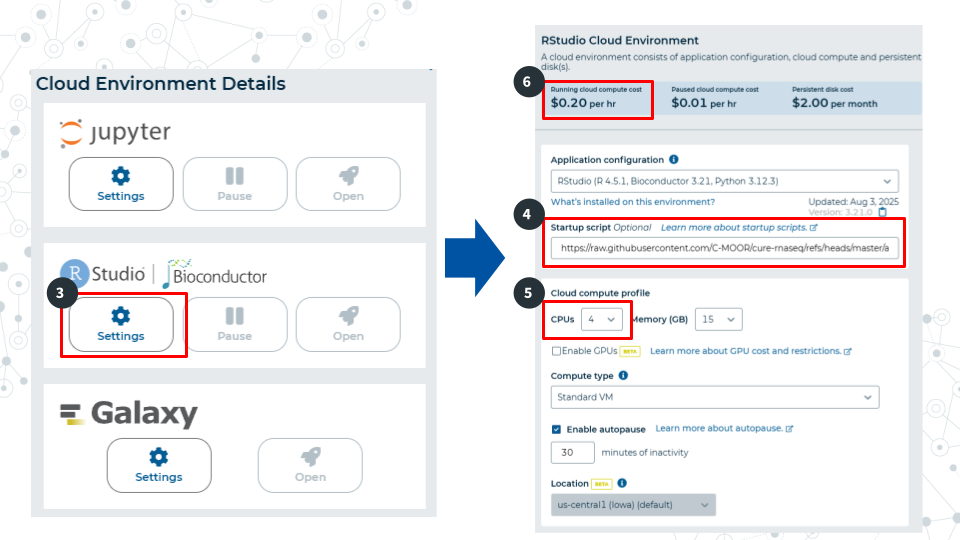 Cloud Environment Details
Jupyter
Settings
Pause
Open
R Studio | Bioconductor
3
Settings
Pause
Open
Galaxy
Settings
Open
RStudio Cloud Environment
A cloud environment consists of application configuration, cloud compute and persistent
disk(s).
6
Running cloud compute cost
$0.20 per hr
Paused cloud compute cost
$0.01 per hr
Persistent disk cost
$2.00 per month
Application configuration
RStudio (R 4.5.1, Bioconductor 3.21, Python 3.12.3)
What's installed on this environment?
Updated: Aug 3, 2025
Version: 3.21.0
4
Startup script Optional Learn more about startup scripts.
https://raw.githubusercontent.com/C-MOOR/cure-rnaseq/refs/heads/master/a
5
Cloud compute profile
CPUs 4 Memory (GB) 15
Enable GPUs BETA Learn more about GPU cost and restrictions.
Compute type
Standard VM
Enable autopause Learn more about autopause.
30 minutes of inactivity
Location BETA
us-central1 (Iowa) (default)